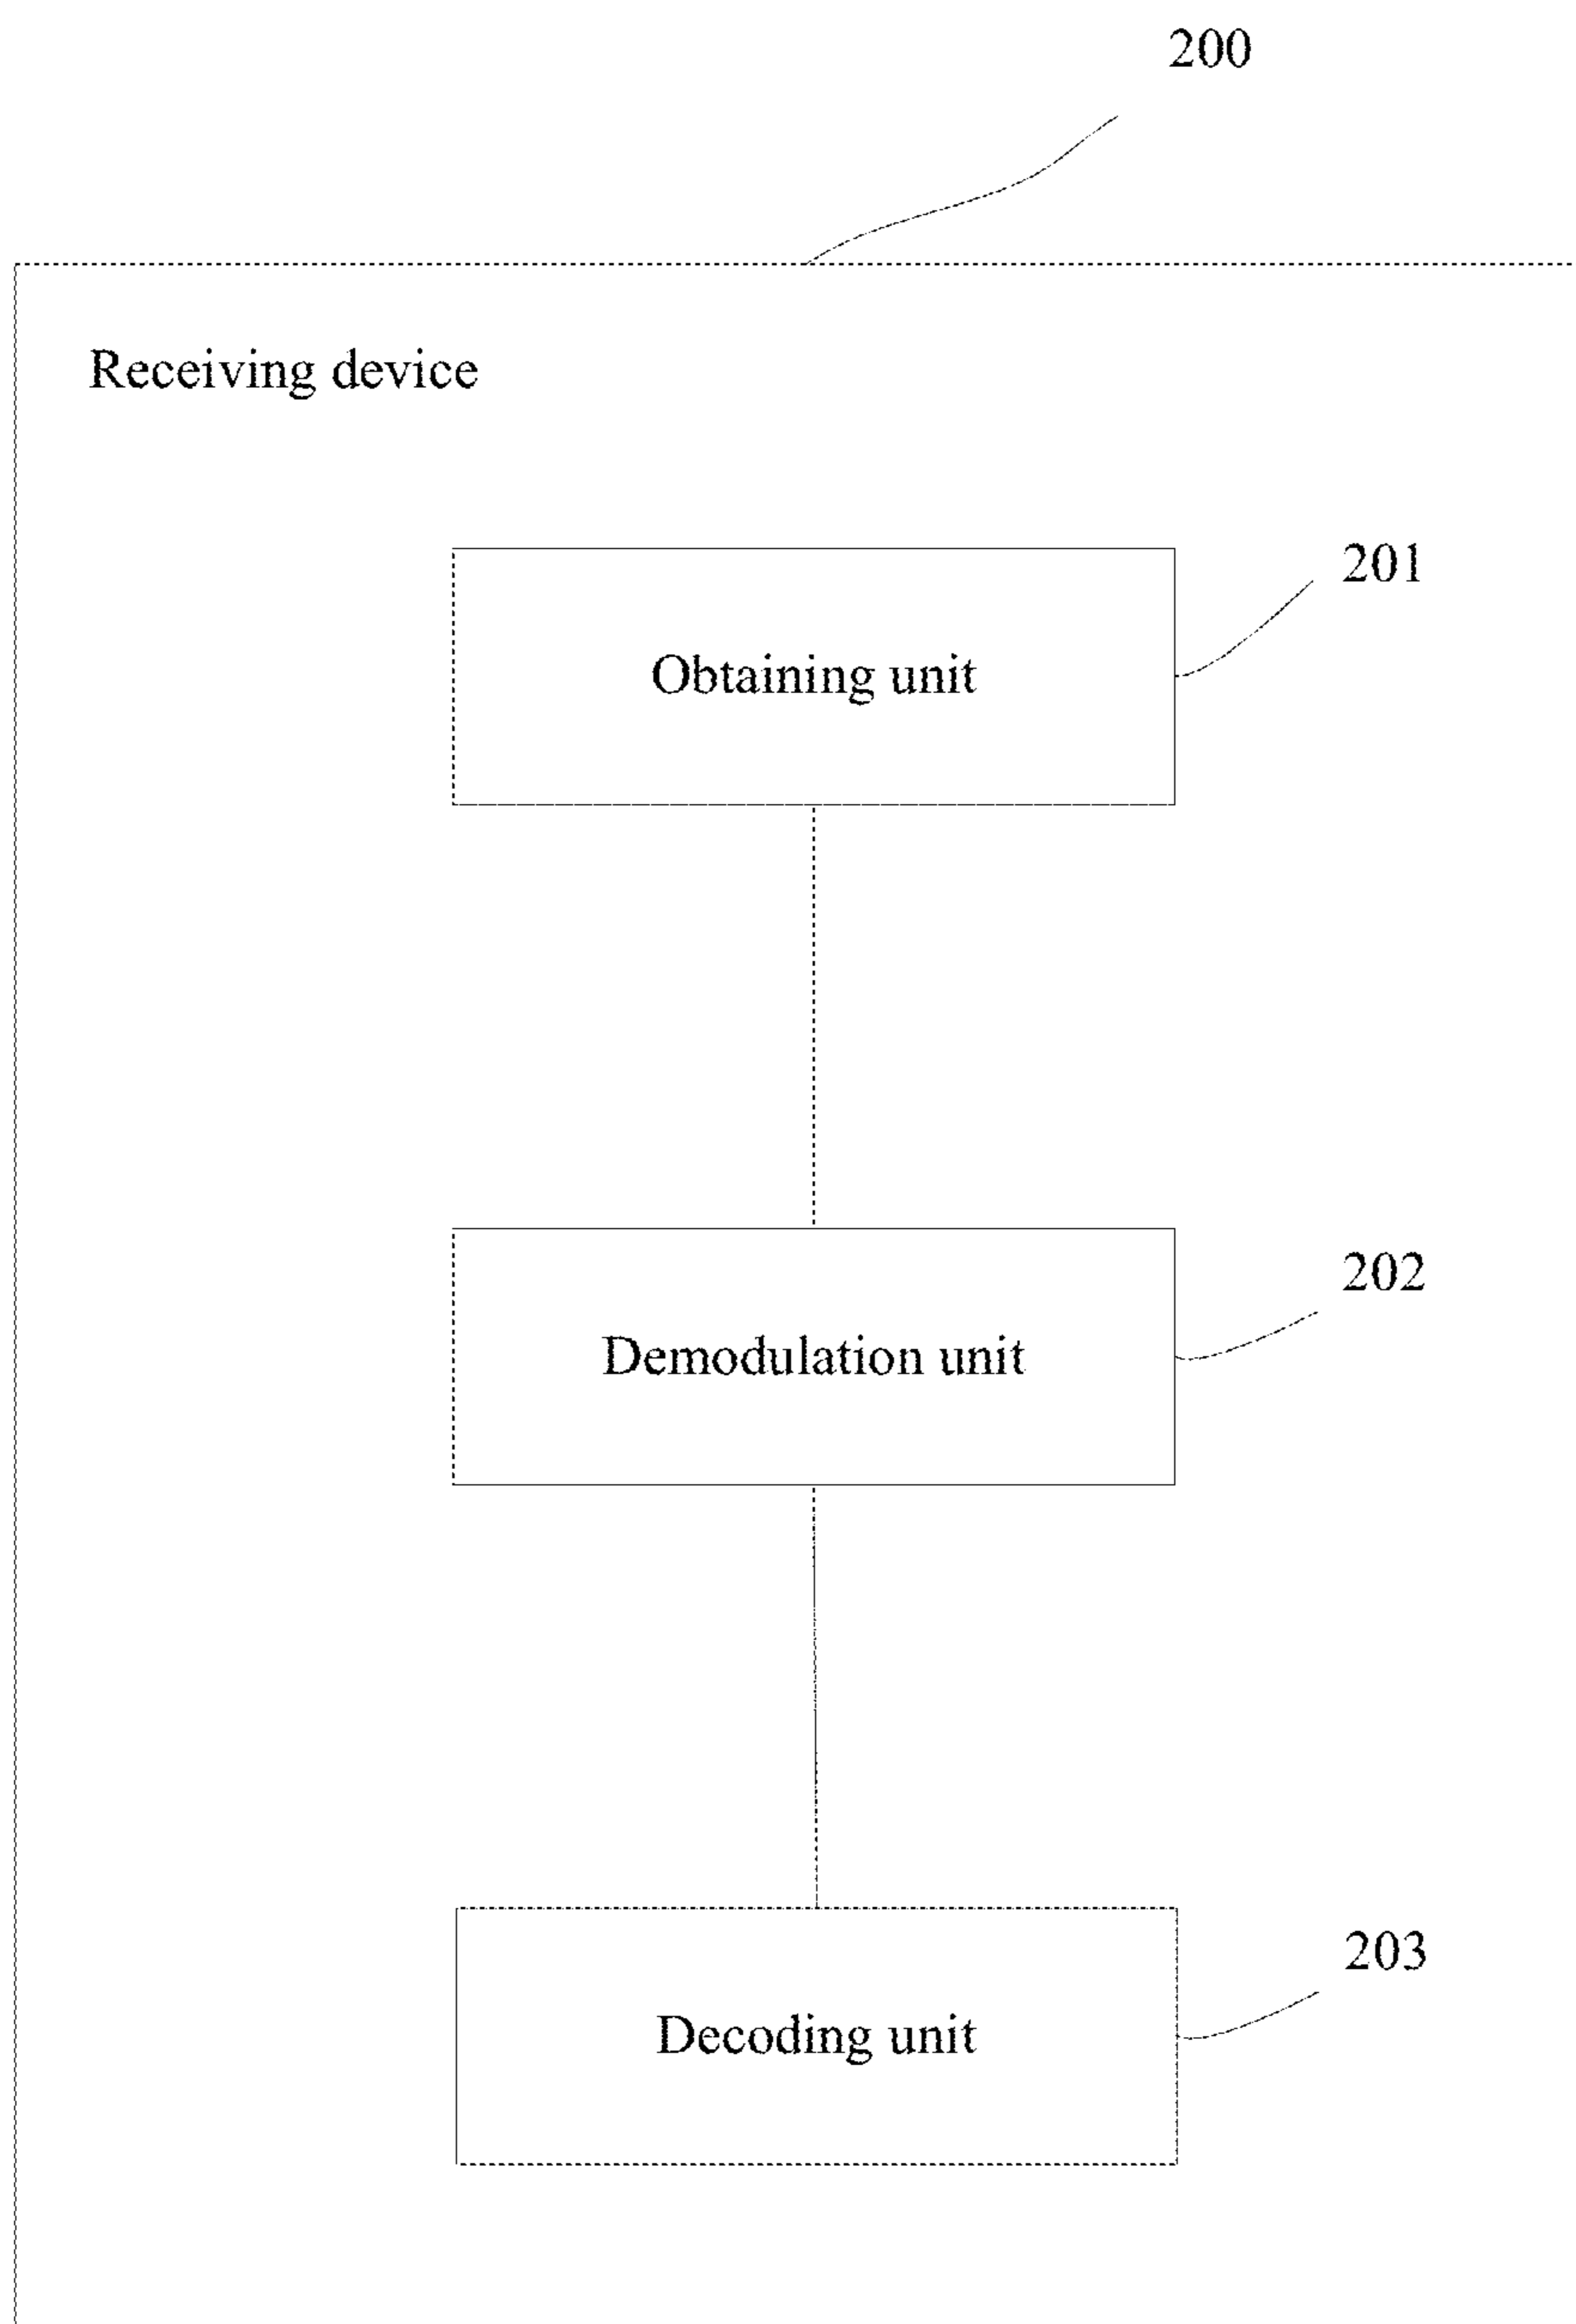 200
Receiving device
201
Obtaining unit
202
Demodulation unit
203
Decoding unit